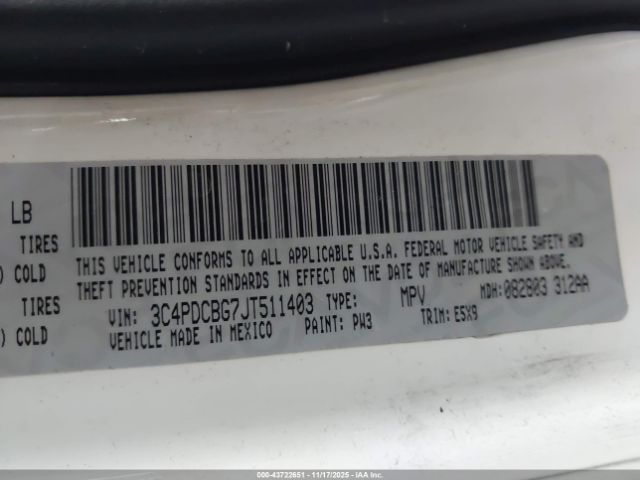 LB
TIRES
) COLD
TIRES
) COLD
THIS VEHICLE CONFORMS TO ALL APPLICABLE U.S.A. FEDERAL MOTOR VEHICLE SAFETY AND
THEFT PREVENTION STANDARDS IN EFFECT ON THE DATE OF MANUFACTURE SHOWN ABOVE.
VIN: 3C4PDCBG7JT511403 TYPE: MPV MDH: 082803 312AA
VEHICLE MADE IN MEXICO PAINT: PW3 TRIM: E5X9
000-43722651 - 11/17/2025 - IAA Inc.